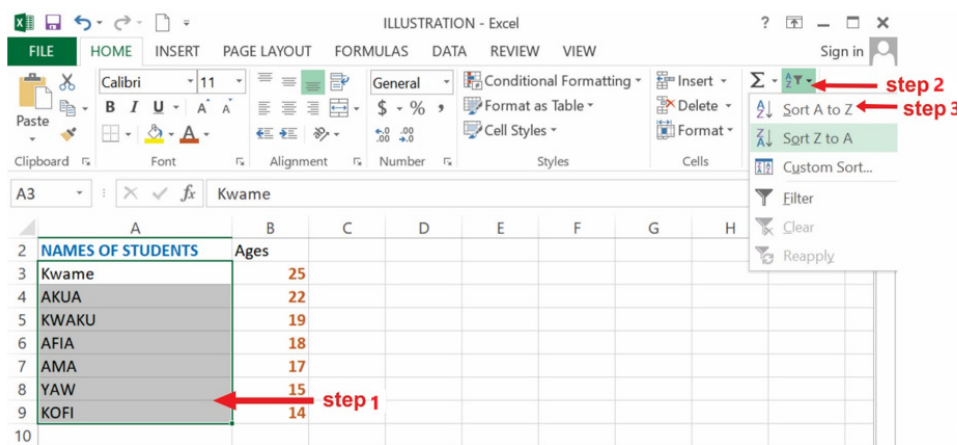 ILLUSTRATION - Excel
?
FILE HOME INSERT PAGE LAYOUT FORMULAS DATA REVIEW VIEW Sign in
Calibri 11 General Conditional Formatting Insert Σ step 2
Paste B I U A A $ - % , Format as Table Delete Sort A to Z step 3
A Cell Styles Format Sort Z to A
Clipboard Font Alignment Number Styles Cells Custom Sort...
A3 fx Kwame Filter
A B C D E F G H Clear
2 NAMES OF STUDENTS Ages Reapply
3 Kwame 25
4 AKUA 22
5 KWAKU 19
6 AFIA 18
7 AMA 17
8 YAW 15 step 1
9 KOFI 14
10